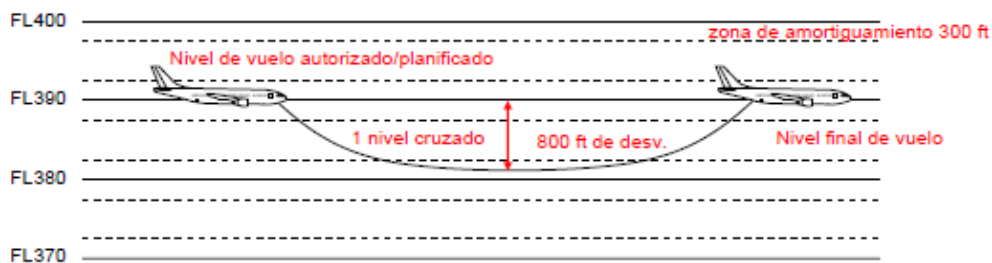 FL400
zona de amortiguamiento 300 ft
Nivel de vuelo autorizado/planificado
FL390
1 nivel cruzado
800 ft de desv.
Nivel final de vuelo
FL380
FL370